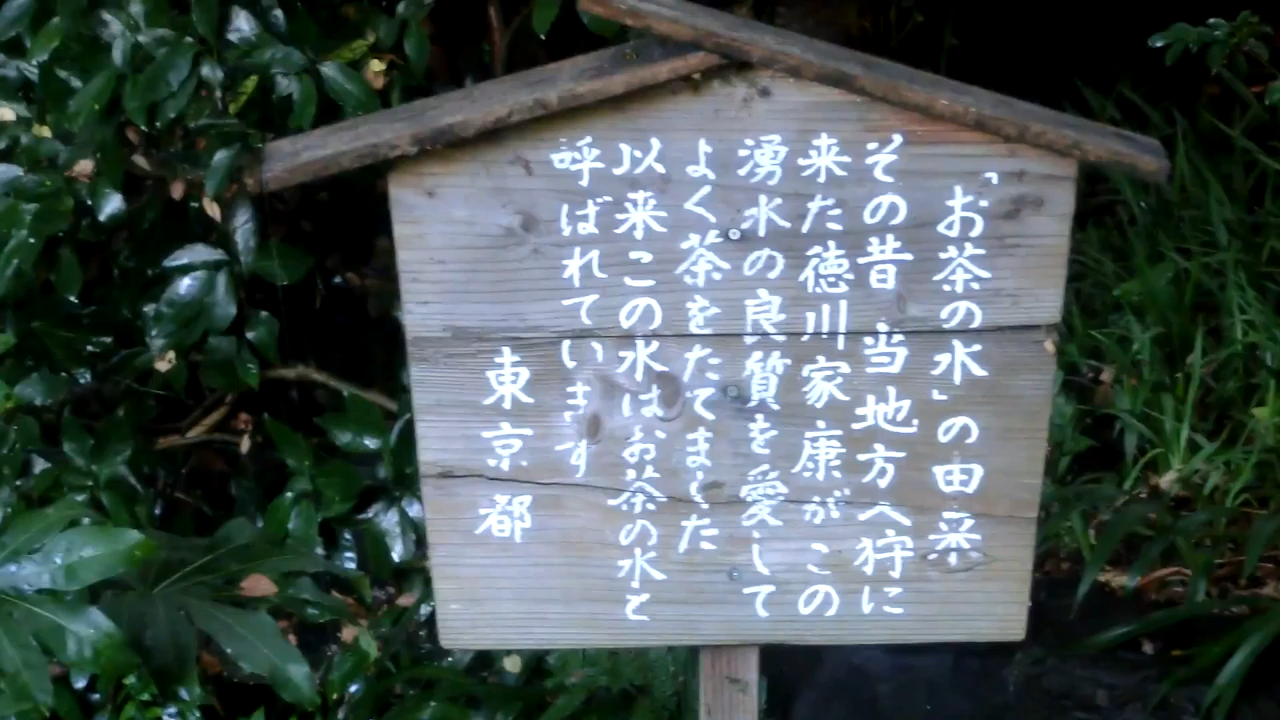 「お茶の水」の由来
その昔 当地方へ狩に
来た徳川家康が この
湧水の良質を愛して
よく茶をたてました
以来この水はお茶の水と
呼ばれています
東京都